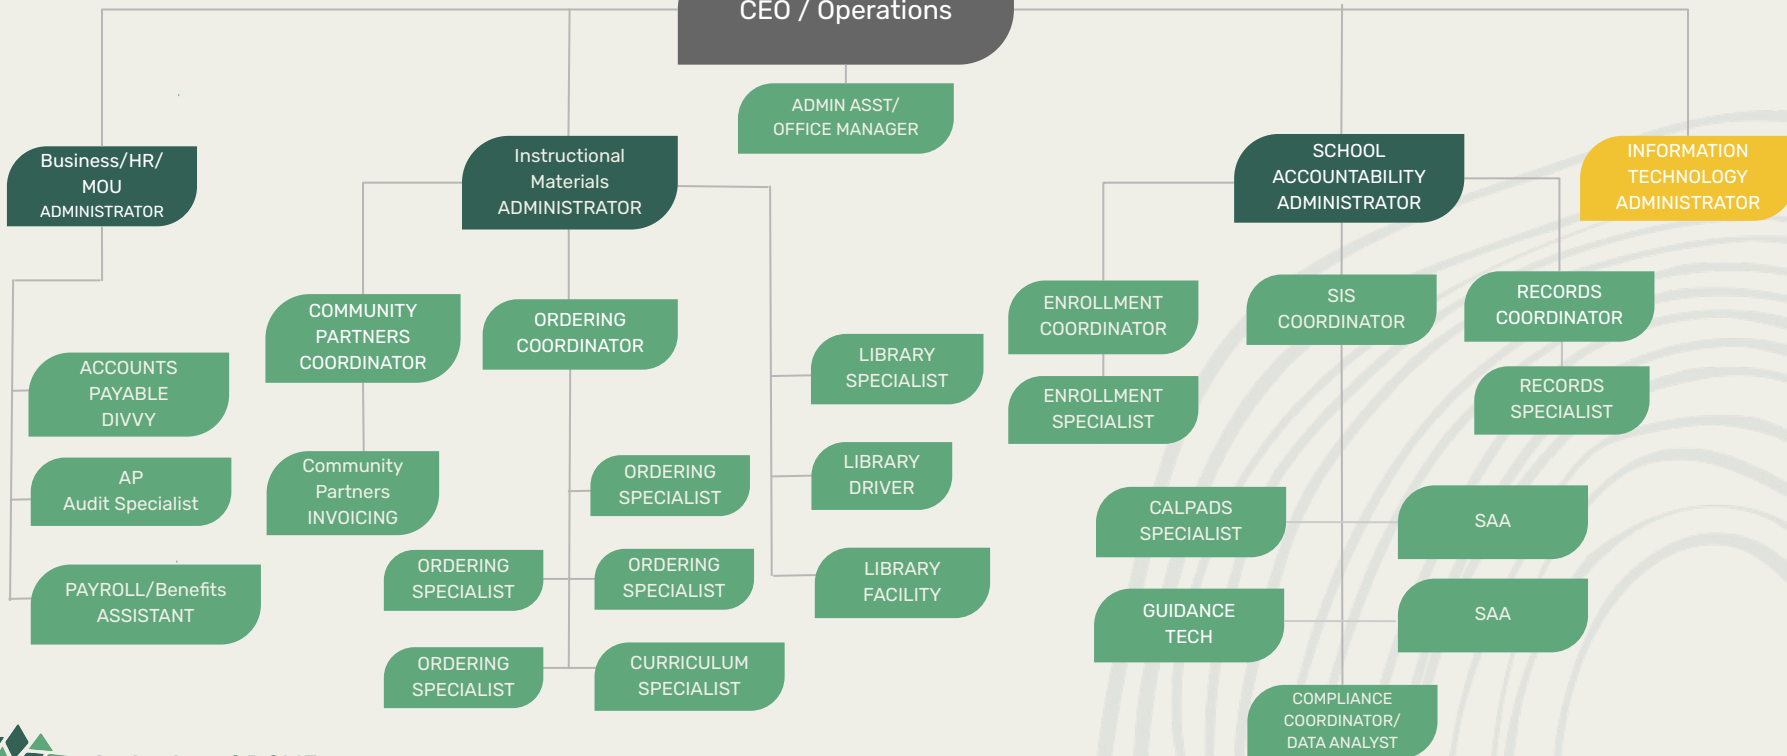 CEO / Operations
ADMIN ASST/
OFFICE MANAGER
Business/HR/
MOU
ADMINISTRATOR
Instructional
Materials
ADMINISTRATOR
SCHOOL
ACCOUNTABILITY
ADMINISTRATOR
INFORMATION
TECHNOLOGY
ADMINISTRATOR
ACCOUNTS
PAYABLE
DIVVY
AP
Audit Specialist
PAYROLL/Benefits
ASSISTANT
COMMUNITY
PARTNERS
COORDINATOR
Community
Partners
INVOICING
ORDERING
COORDINATOR
ORDERING
SPECIALIST
ORDERING
SPECIALIST
ORDERING
SPECIALIST
ORDERING
SPECIALIST
CURRICULUM
SPECIALIST
LIBRARY
SPECIALIST
LIBRARY
DRIVER
LIBRARY
FACILITY
ENROLLMENT
COORDINATOR
ENROLLMENT
SPECIALIST
SIS
COORDINATOR
RECORDS
COORDINATOR
RECORDS
SPECIALIST
CALPADS
SPECIALIST
SAA
GUIDANCE
TECH
SAA
COMPLIANCE
COORDINATOR/
DATA ANALYST